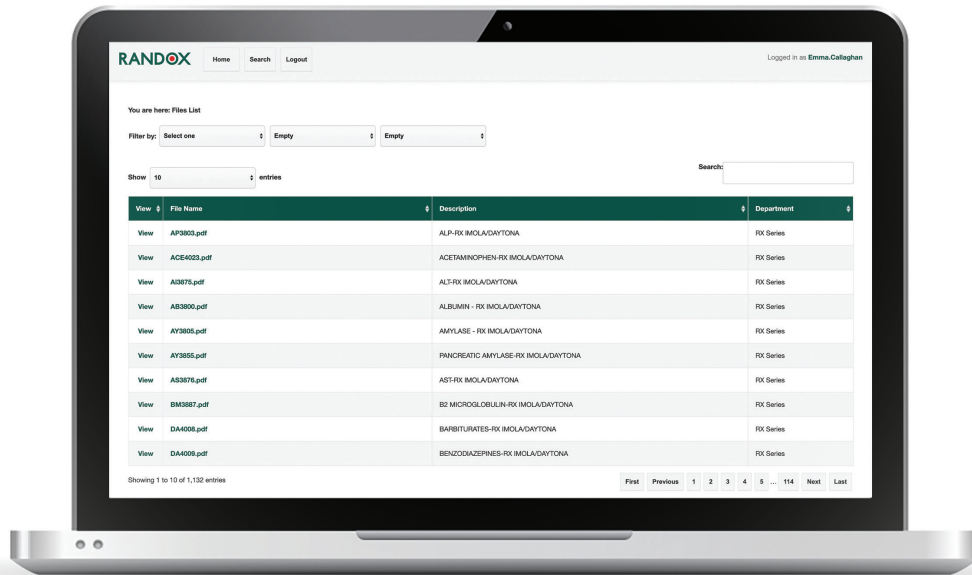 RANDOX Home Search Logout Logged in as Emma.Callaghan
You are here: Files List
Filter by: Select one Empty Empty
Show 10 entries Search:
View File Name Description Department
View AP3803.pdf ALP-RX IMOLA/DAYTONA RX Series
View ACE4023.pdf ACETAMINOPHEN-RX IMOLA/DAYTONA RX Series
View Al3875.pdf ALT-RX IMOLA/DAYTONA RX Series
View AB3800.pdf ALBUMIN - RX IMOLA/DAYTONA RX Series
View AY3805.pdf AMYLASE - RX IMOLA/DAYTONA RX Series
View AY3855.pdf PANCREATIC AMYLASE-RX IMOLA/DAYTONA RX Series
View AS3876.pdf AST-RX IMOLA/DAYTONA RX Series
View BM3887.pdf B2 MICROGLOBULIN-RX IMOLA/DAYTONA RX Series
View DA4008.pdf BARBITURATES-RX IMOLA/DAYTONA RX Series
View DA4009.pdf BENZODIAZEPINES-RX IMOLA/DAYTONA RX Series
Showing 1 to 10 of 1,132 entries First Previous 1 2 3 4 5 ... 114 Next Last